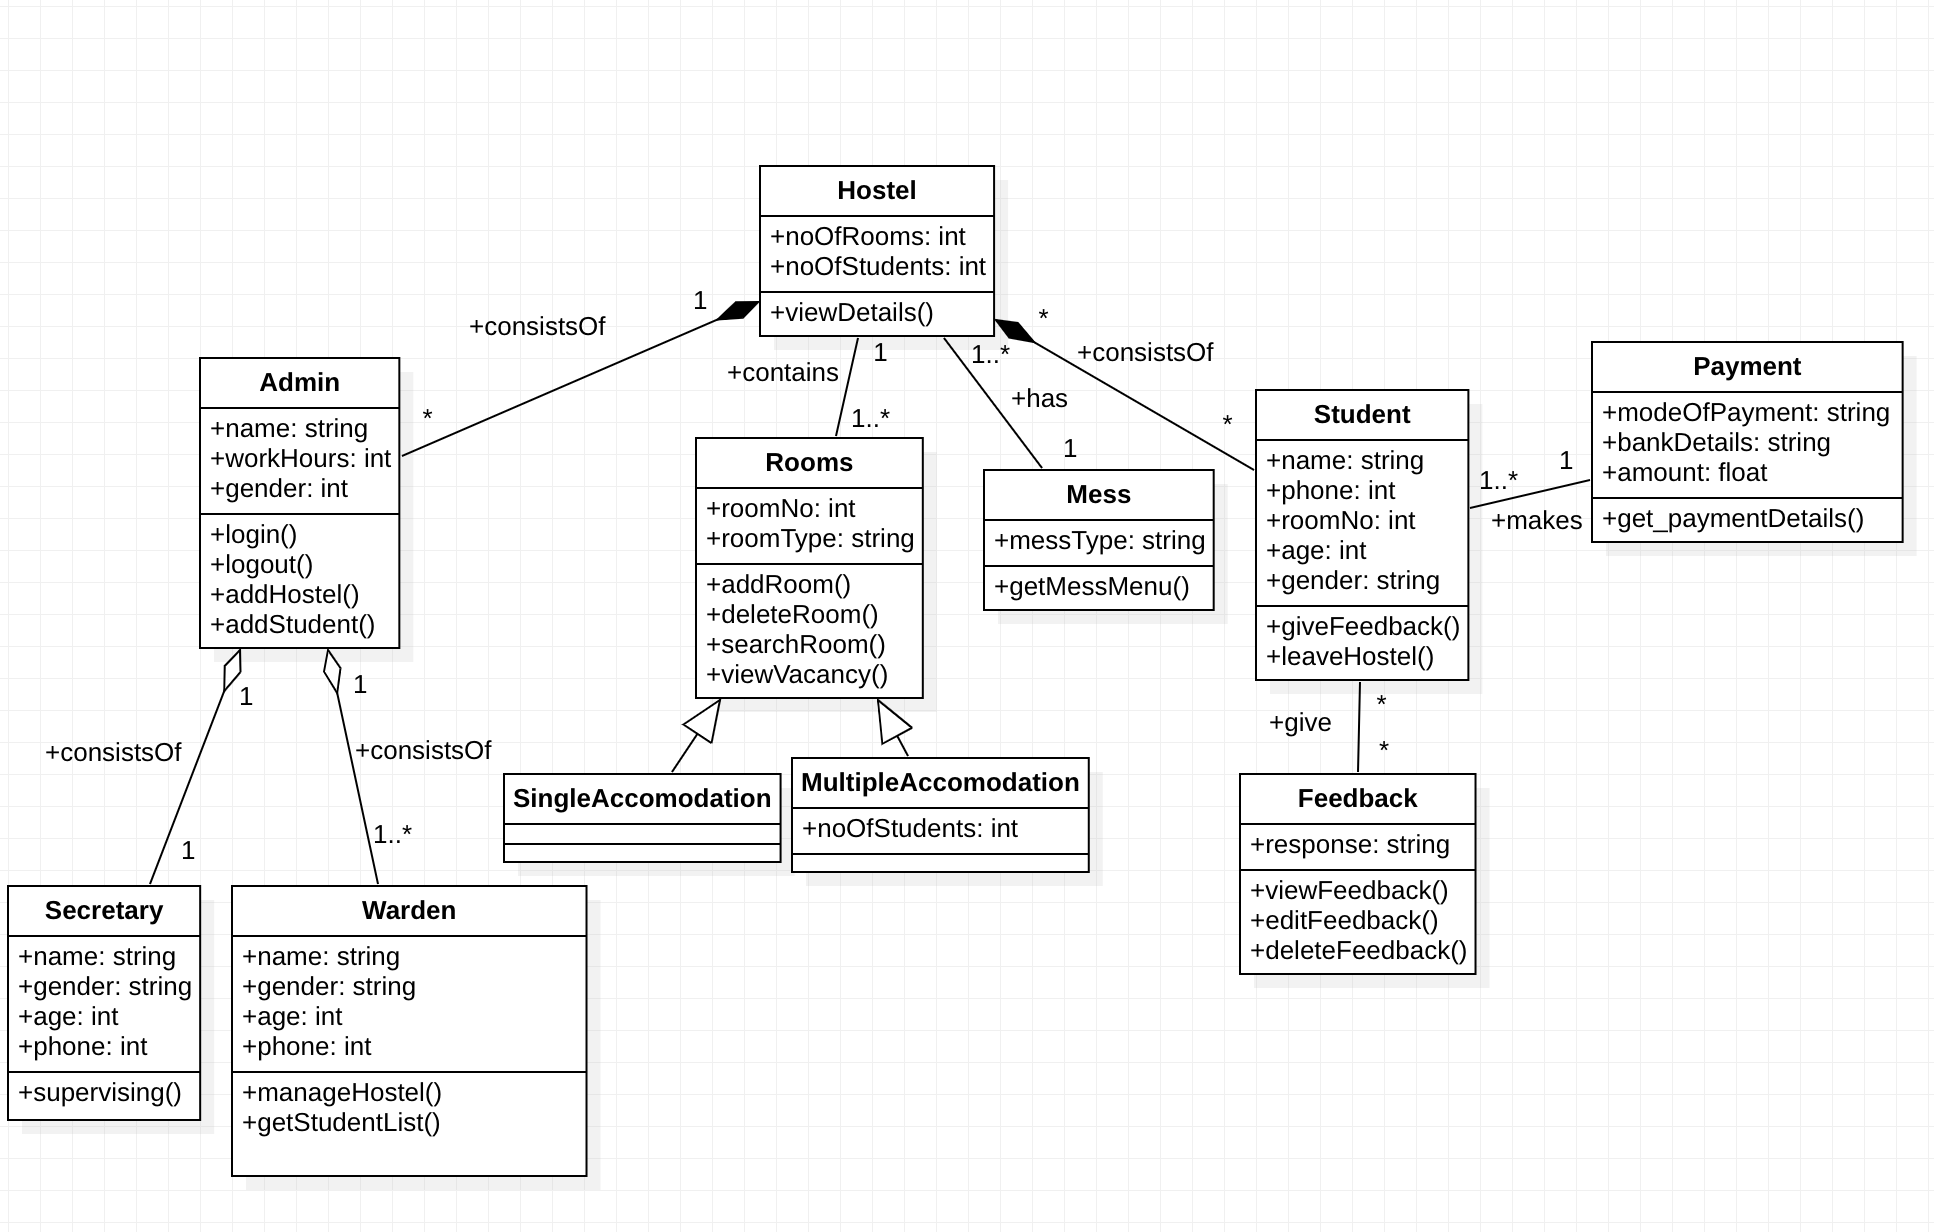 Hostel
+noOfRooms: int
+noOfStudents: int
+viewDetails()
1
+consistsOf
*
1
+contains
1..*
1..*
+has
1
*
+consistsOf
*
Admin
+name: string
+workHours: int
+gender: int
+login()
+logout()
+addHostel()
+addStudent()
Rooms
+roomNo: int
+roomType: string
+addRoom()
+deleteRoom()
+searchRoom()
+viewVacancy()
Mess
+messType: string
+getMessMenu()
Student
+name: string
+phone: int
+roomNo: int
+age: int
+gender: string
+giveFeedback()
+leaveHostel()
1..*
1
+makes
Payment
+modeOfPayment: string
+bankDetails: string
+amount: float
+get_paymentDetails()
1
+consistsOf
1
1
+consistsOf
1..*
*
+give
*
SingleAccomodation
MultipleAccomodation
+noOfStudents: int
Feedback
+response: string
+viewFeedback()
+editFeedback()
+deleteFeedback()
Secretary
+name: string
+gender: string
+age: int
+phone: int
+supervising()
Warden
+name: string
+gender: string
+age: int
+phone: int
+manageHostel()
+getStudentList()